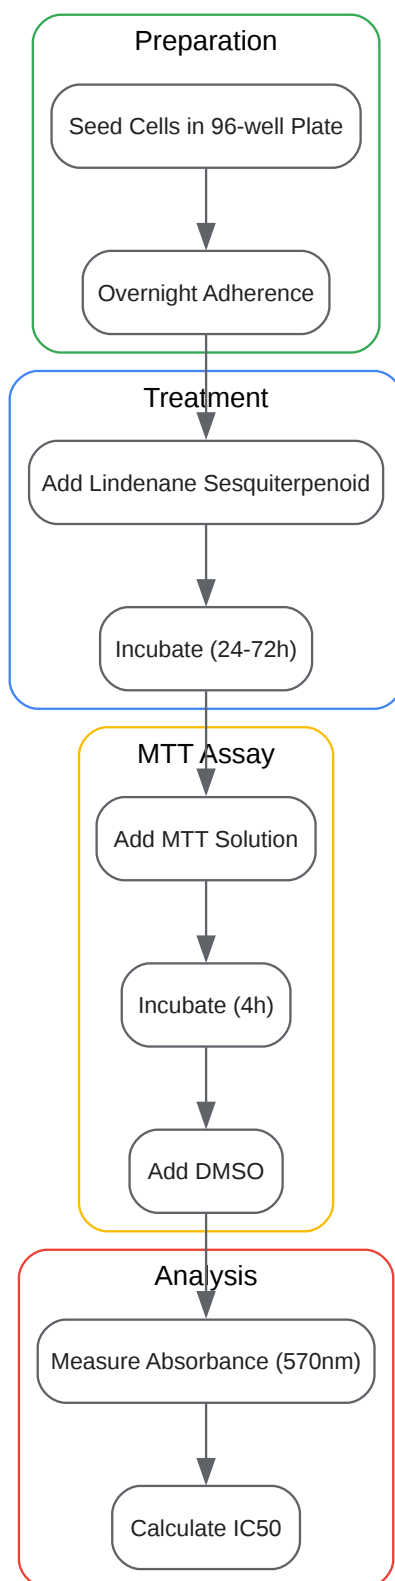 Preparation
Seed Cells in 96-well Plate
Overnight Adherence
Treatment
Add Lindenane Sesquiterpenoid
Incubate (24-72h)
MTT Assay
Add MTT Solution
Incubate (4h)
Add DMSO
Analysis
Measure Absorbance (570nm)
Calculate IC50